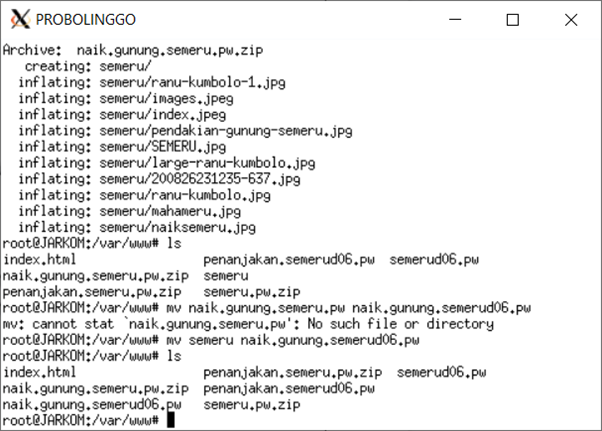 PROBOLINGGO
Archive:  naik.gunung.semeru.pw.zip
   creating: semeru/
  inflating: semeru/ranu-kumbolo-1.jpg
  inflating: semeru/images.jpeg
  inflating: semeru/index.jpeg
  inflating: semeru/pendakian-gunung-semeru.jpg
  inflating: semeru/SEMERU.jpg
  inflating: semeru/large-ranu-kumbolo.jpg
  inflating: semeru/200826231235-637.jpg
  inflating: semeru/ranu-kumbolo.jpg
  inflating: semeru/mahameru.jpg
  inflating: semeru/naiksemeru.jpg
root@JARKOM:/var/www# ls
index.html                 penanjakan.semerud06.pw  semerud06.pw
naik.gunung.semeru.pw.zip  semeru
penanjakan.semeru.pw.zip   semeru.pw.zip
root@JARKOM:/var/www# mv naik.gunung.semeru.pw naik.gunung.semerud06.pw
mv: cannot stat `naik.gunung.semeru.pw': No such file or directory
root@JARKOM:/var/www# mv semeru naik.gunung.semerud06.pw
root@JARKOM:/var/www# ls
index.html                 penanjakan.semeru.pw.zip  semerud06.pw
naik.gunung.semeru.pw.zip  penanjakan.semerud06.pw
naik.gunung.semerud06.pw   semeru.pw.zip
root@JARKOM:/var/www#